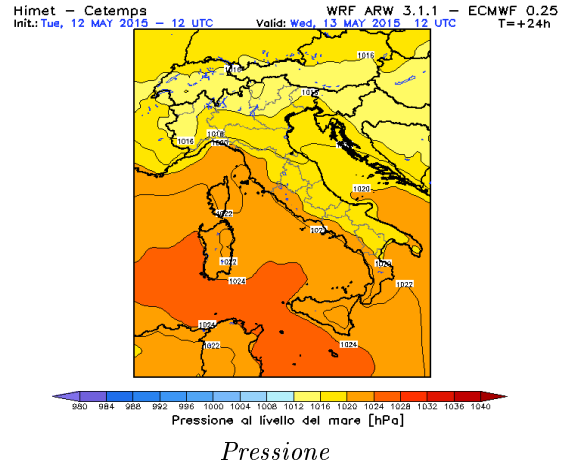 Himet – Cetemps WRF ARW 3.1.1 – ECMWF 0.25
Init.: Tue, 12 MAY 2015 – 12 UTC Valid: Wed, 13 MAY 2015 12 UTC T=+24h
1016
1016
1018
1016
1018
1020
1020
1022
1022
1022
1024
1024
1022
1024
980 984 988 992 996 1000 1004 1008 1012 1016 1020 1024 1028 1032 1036 1040
Pressione al livello del mare [hPa]
Pressione